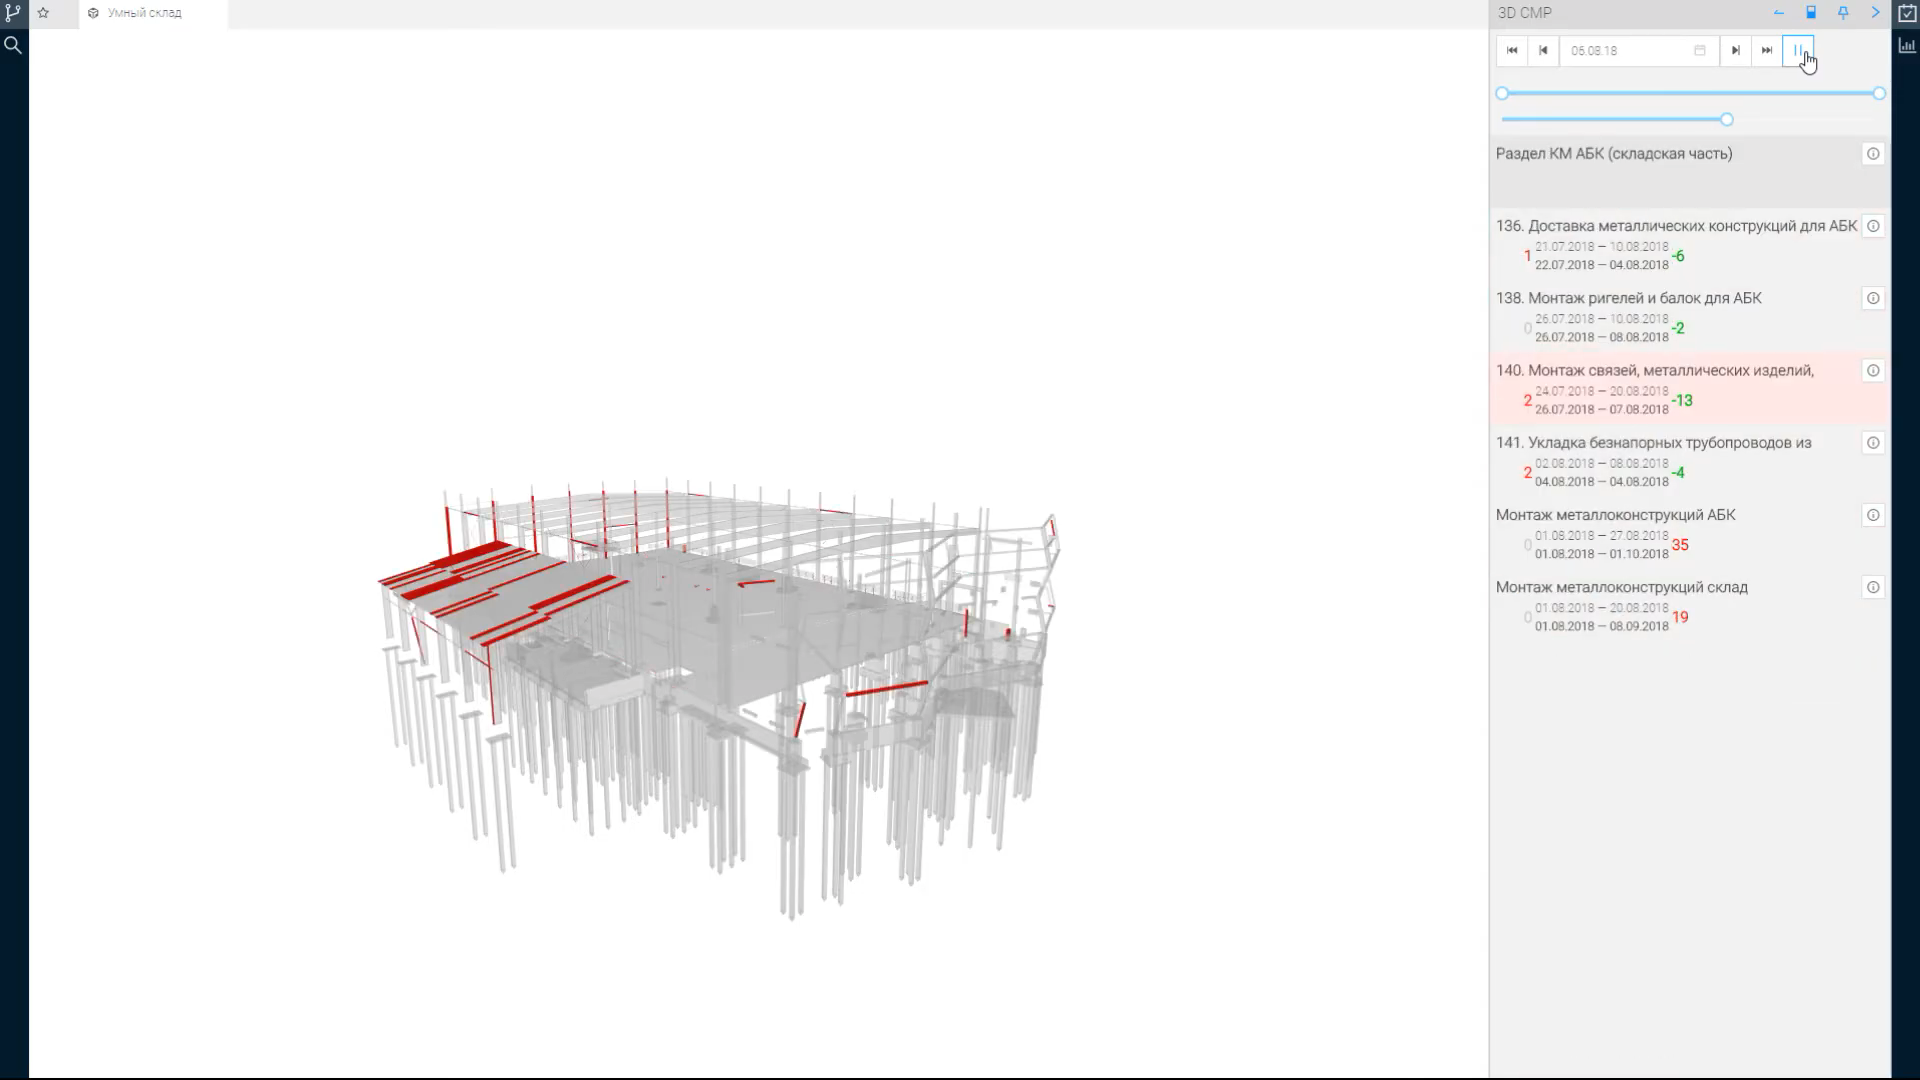 Умный склад
3D СМР
05.08.18
Раздел КМ АБК (складская часть)
136. Доставка металлических конструкций для АБК
21.07.2018 — 10.08.2018
1 -6
22.07.2018 — 04.08.2018
138. Монтаж ригелей и балок для АБК
26.07.2018 — 10.08.2018
0 -2
26.07.2018 — 08.08.2018
140. Монтаж связей, металлических изделий,
24.07.2018 — 20.08.2018
2 -13
26.07.2018 — 07.08.2018
141. Укладка безнапорных трубопроводов из
02.08.2018 — 08.08.2018
2 -4
04.08.2018 — 04.08.2018
Монтаж металлоконструкций АБК
01.08.2018 — 27.08.2018
0 35
01.08.2018 — 01.10.2018
Монтаж металлоконструкций склад
01.08.2018 — 20.08.2018
0 19
01.08.2018 — 08.09.2018